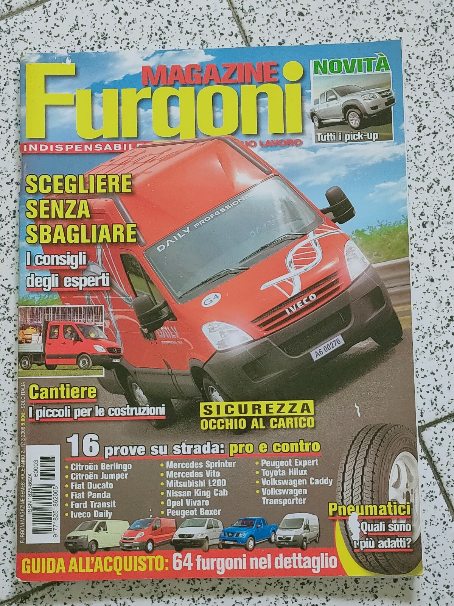 MAGAZINE
Furgoni
NOVITÀ
Tutti i pick-up
INDISPENSABILE
LAVORO
SCEGLIERE
SENZA
SBAGLIARE
I consigli
degli esperti
DAILY PROFESSIONAL
IVECO
DAILY
A6 00276
Cantiere
I piccoli per le costruzioni
SICUREZZA
OCCHIO AL CARICO
16 prove su strada: pro e contro
• Citroën Berlingo
• Citroën Jumper
• Fiat Ducato
• Fiat Panda
• Ford Transit
• Iveco Daily
• Mercedes Sprinter
• Mercedes Vito
• Mitsubishi L200
• Nissan King Cab
• Opel Vivaro
• Peugeot Boxer
• Peugeot Expert
• Toyota Hilux
• Volkswagen Caddy
• Volkswagen
Transporter
Pneumatici
Quali sono
i più adatti?
GUIDA ALL'ACQUISTO: 64 furgoni nel dettaglio